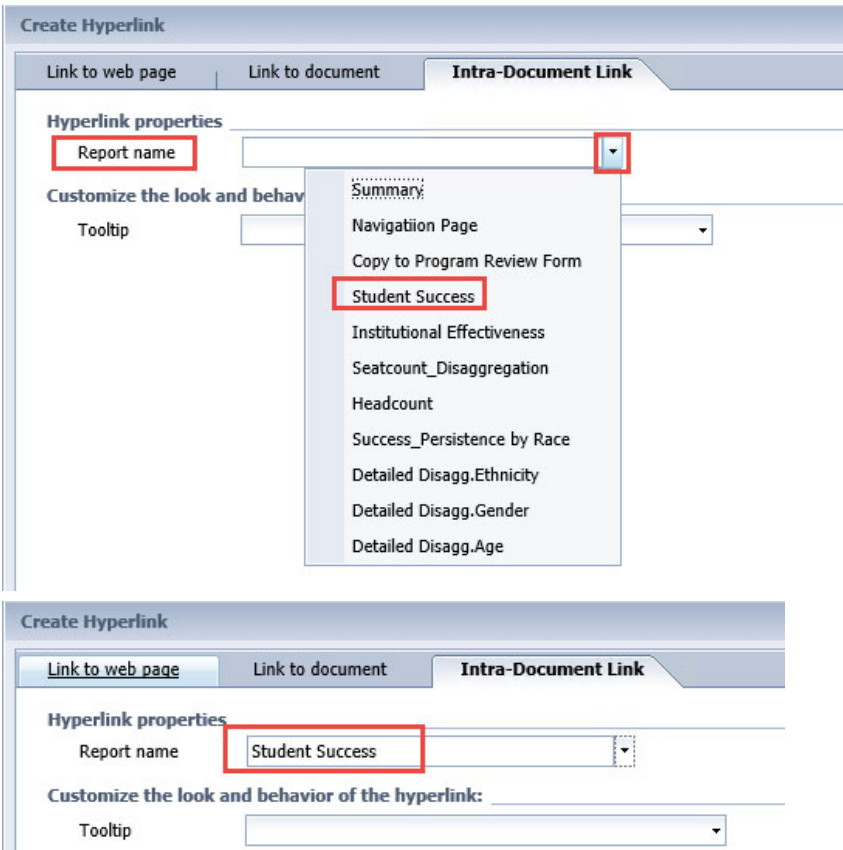 Create Hyperlink
Link to web page Link to document Intra-Document Link
Hyperlink properties
Report name
Summary
Customize the look and behav
Navigatiion Page
Tooltip
Copy to Program Review Form
Student Success
Institutional Effectiveness
Seatcount_Disaggregation
Headcount
Success_Persistence by Race
Detailed Disagg.Ethnicity
Detailed Disagg.Gender
Detailed Disagg.Age
Create Hyperlink
Link to web page Link to document Intra-Document Link
Hyperlink properties
Report name Student Success
Customize the look and behavior of the hyperlink:
Tooltip